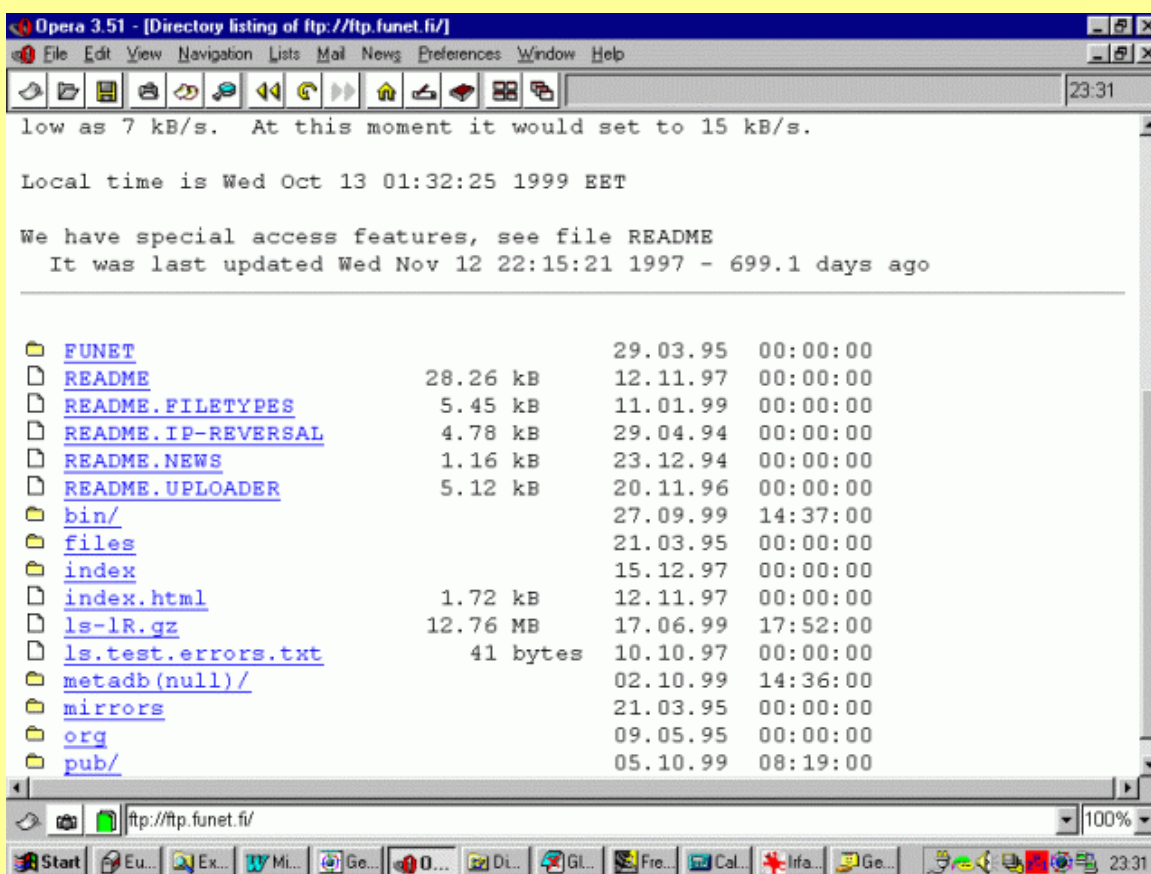 Opera 3.51 - [Directory listing of ftp://ftp.funet.fi/]
File Edit View Navigation Lists Mail News Preferences Window Help
23:31
low as 7 kB/s. At this moment it would set to 15 kB/s.
Local time is Wed Oct 13 01:32:25 1999 EET
We have special access features, see file README
It was last updated Wed Nov 12 22:15:21 1997 - 699.1 days ago
FUNET 29.03.95 00:00:00
README 28.26 kB 12.11.97 00:00:00
README.FILETYPES 5.45 kB 11.01.99 00:00:00
README.IP-REVERSAL 4.78 kB 29.04.94 00:00:00
README.NEWS 1.16 kB 23.12.94 00:00:00
README.UPLOADER 5.12 kB 20.11.96 00:00:00
bin/ 27.09.99 14:37:00
files 21.03.95 00:00:00
index 15.12.97 00:00:00
index.html 1.72 kB 12.11.97 00:00:00
ls-lR.gz 12.76 MB 17.06.99 17:52:00
ls.test.errors.txt 41 bytes 10.10.97 00:00:00
metadb(null)/ 02.10.99 14:36:00
mirrors 21.03.95 00:00:00
org 09.05.95 00:00:00
pub/ 05.10.99 08:19:00
ftp://ftp.funet.fi/ 100%
Start Eu... Ex... Mi... Ge... O... Di... Gl... Fre... Cal... Irfa... Ge... 23:31